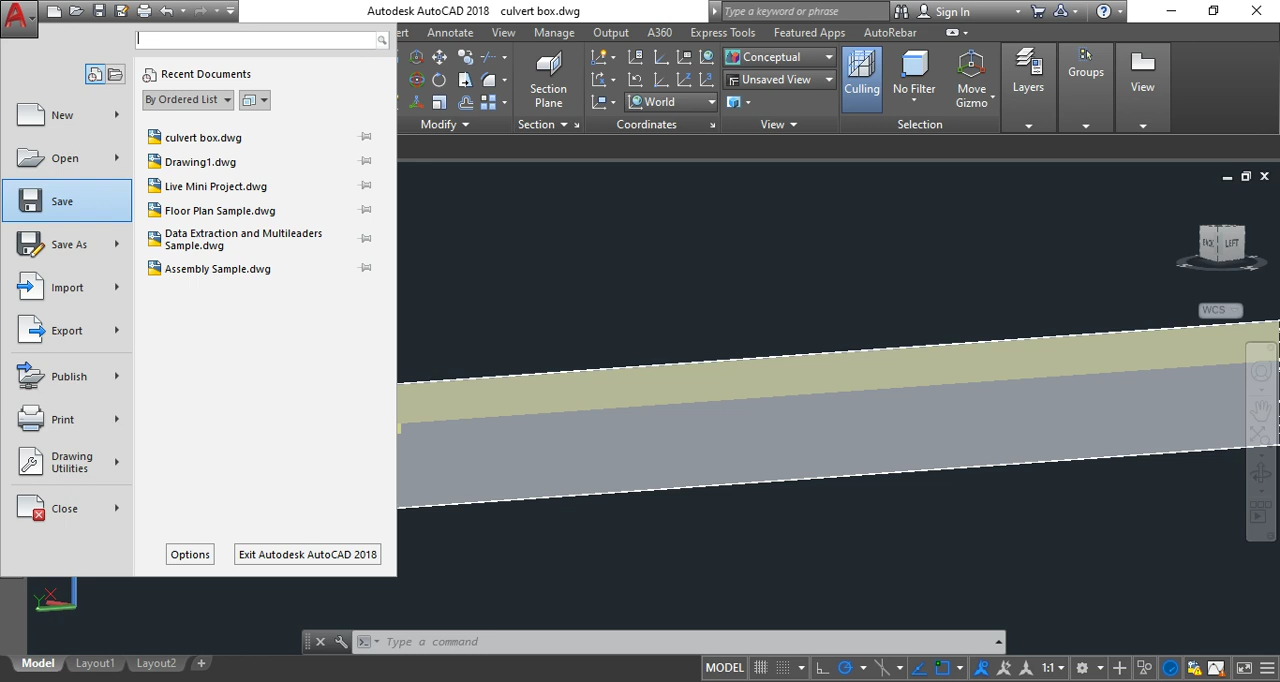 Autodesk AutoCAD 2018 culvert box.dwg
Type a keyword or phrase
Sign In
Annotate View Manage Output A360 Express Tools Featured Apps AutoRebar
Recent Documents
By Ordered List
culvert box.dwg
Drawing1.dwg
Live Mini Project.dwg
Floor Plan Sample.dwg
Data Extraction and Multileaders
Sample.dwg
Assembly Sample.dwg
New
Open
Save
Save As
Import
Export
Publish
Print
Drawing
Utilities
Close
Options
Exit Autodesk AutoCAD 2018
Modify
Section
Plane
Section
World
Coordinates
Conceptual
Unsaved View
View
Culling
No Filter
Move
Gizmo
Selection
Layers
Groups
View
LEFT
WCS
Y X
Type a command
Model Layout1 Layout2 +
MODEL
1:1